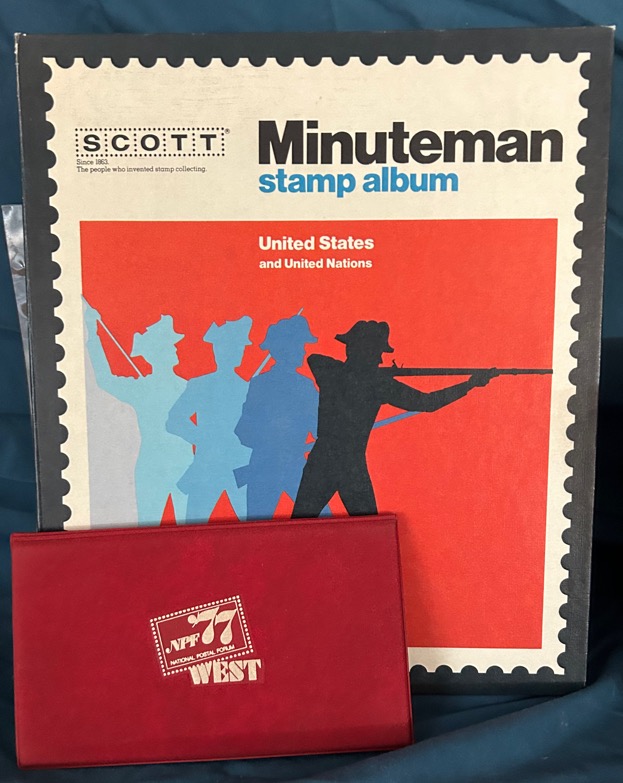 SCOTT®
Since 1863.
The people who invented stamp collecting.
Minuteman
stamp album
United States
and United Nations
NPF '77
NATIONAL POSTAL FORUM
WEST